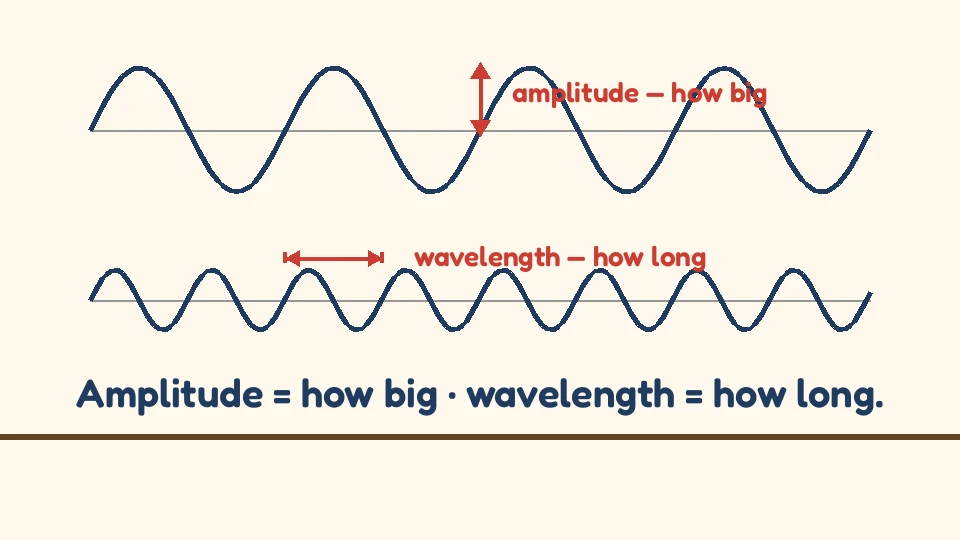 amplitude – how big
wavelength – how long
Amplitude = how big · wavelength = how long.